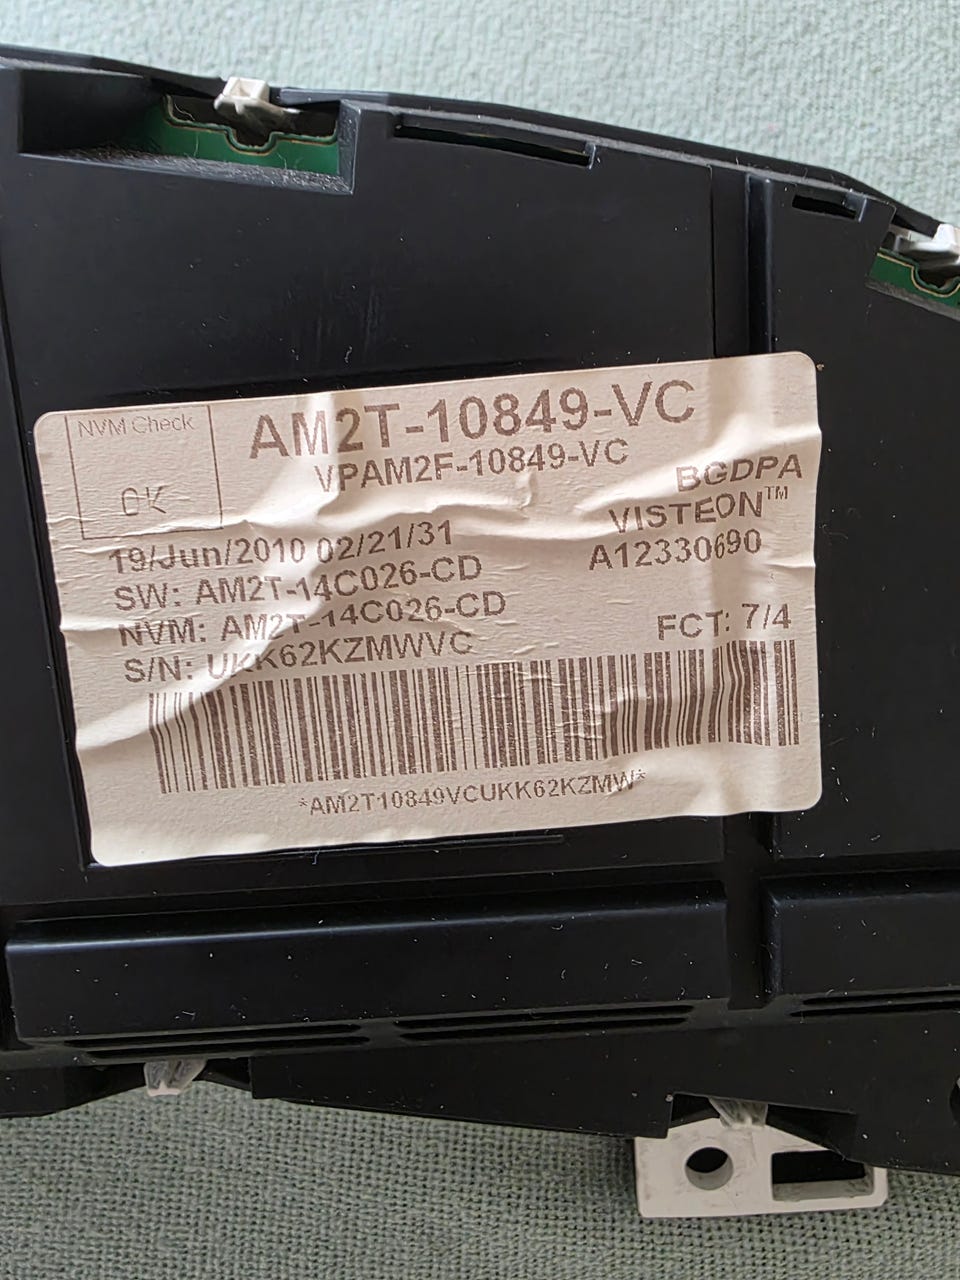 NVM Check
OK
AM2T-10849-VC
VPAM2F-10849-VC
BGDPA
VISTEON™
A12330690
19/Jun/2010 02/21/31
SW: AM2T-14C026-CD
NVM: AM2T-14C026-CD
S/N: UKK62KZMWVC
FCT: 7/4
*AM2T10849VCUKK62KZMW*